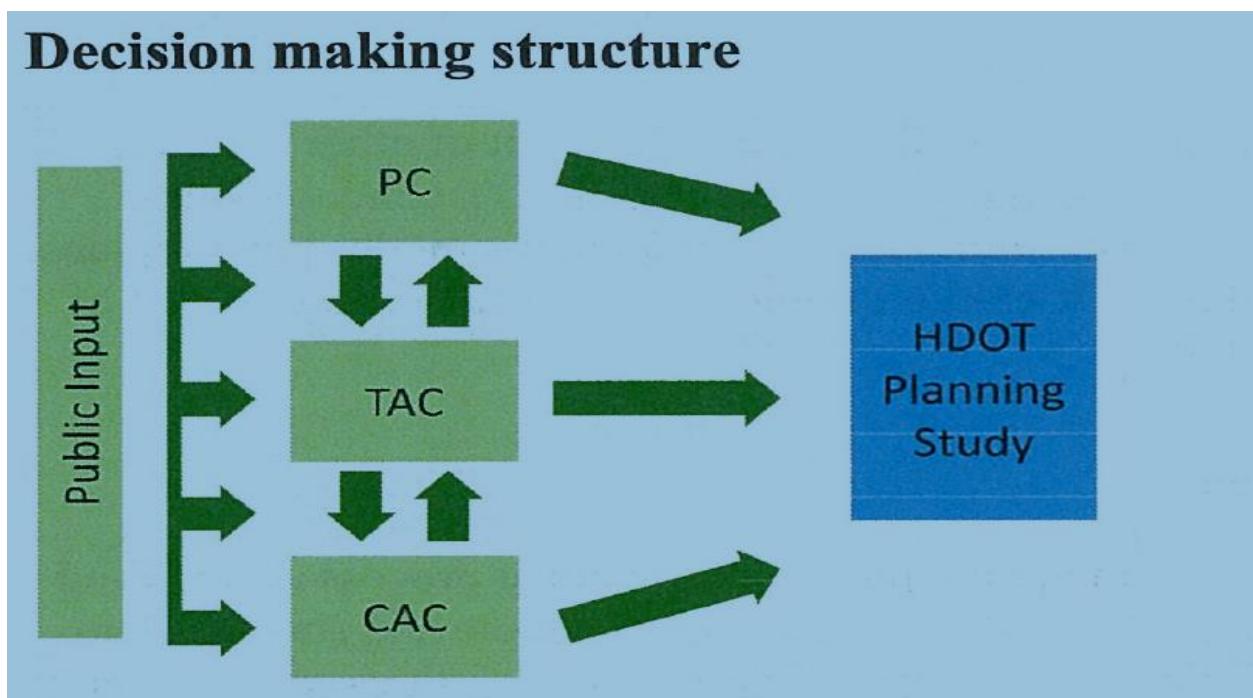 Decision making structure
Public Input
PC
TAC
CAC
HDOT
Planning
Study